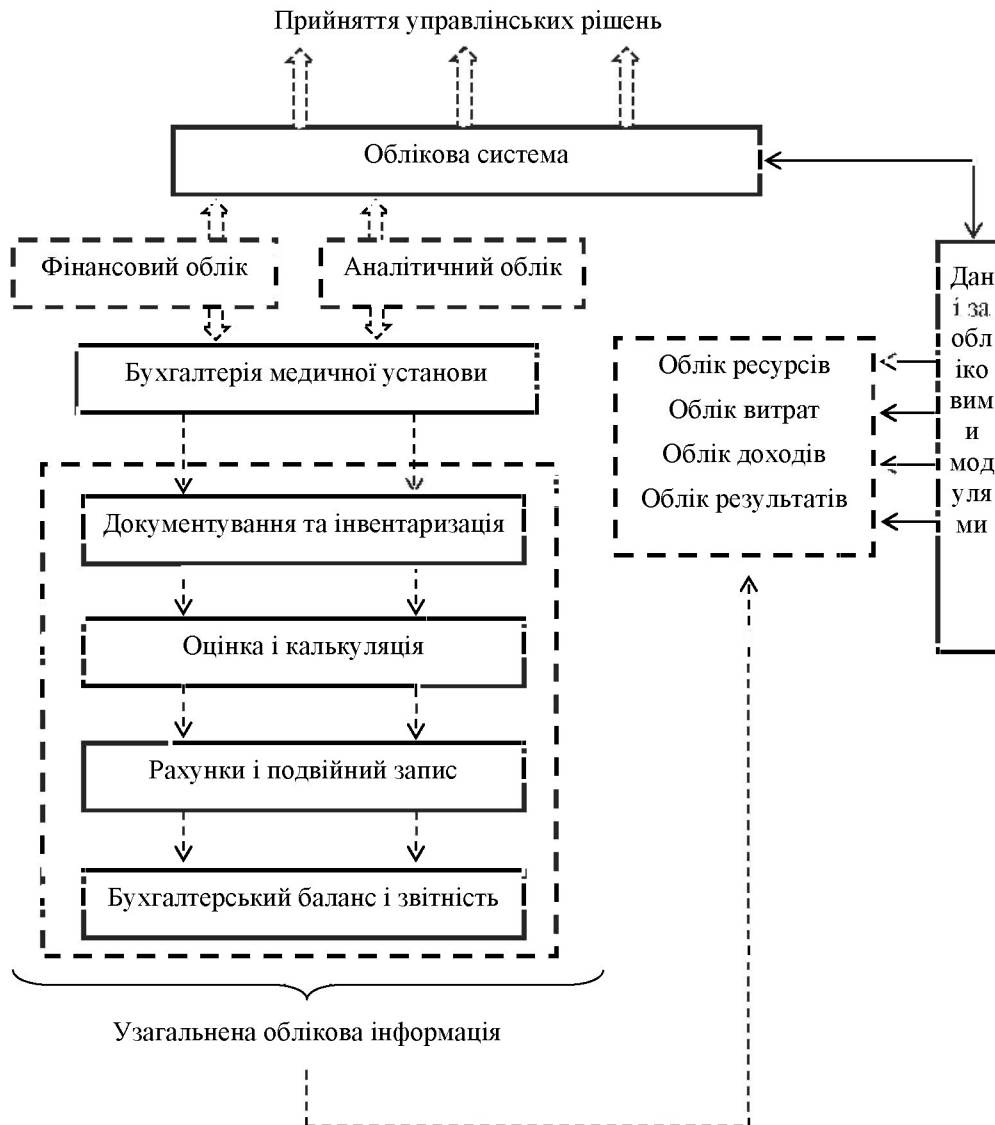 Прийняття управлінських рішень
Облікова система
Фінансовий облік
Аналітичний облік
Бухгалтерія медичної установи
Документування та інвентаризація
Оцінка і калькуляція
Рахунки і подвійний запис
Бухгалтерський баланс і звітність
Узагальнена облікова інформація
Облік ресурсів
Облік витрат
Облік доходів
Облік результатів
Дан
і за
обл
іко
вим
и
мод
уля
ми